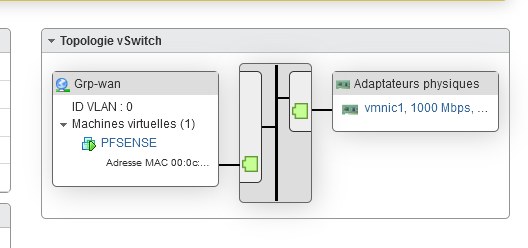 Topologie vSwitch
Grp-wan
ID VLAN : 0
Machines virtuelles (1)
PFSENSE
Adresse MAC 00:0c:...
Adaptateurs physiques
vmnic1, 1000 Mbps, ...